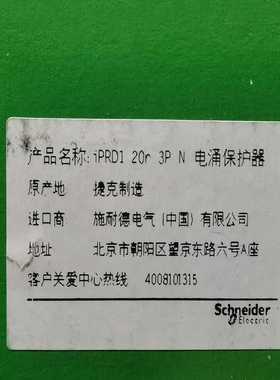 产品名称: iPRD1 20r 3P N 电涌保护器
原产地 捷克制造
进口商 施耐德电气 (中国) 有限公司
地址 北京市朝阳区望京东路六号A座
客户关爱中心热线 4008101315
Schneider
Electric